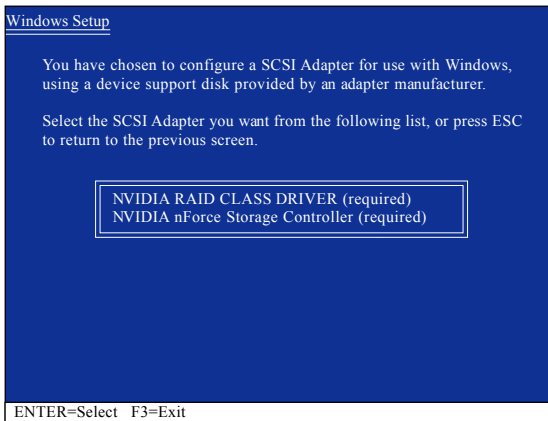 Windows Setup
You have chosen to configure a SCSI Adapter for use with Windows,
using a device support disk provided by an adapter manufacturer.
Select the SCSI Adapter you want from the following list, or press ESC
to return to the previous screen.
NVIDIA RAID CLASS DRIVER (required)
NVIDIA nForce Storage Controller (required)
ENTER=Select F3=Exit